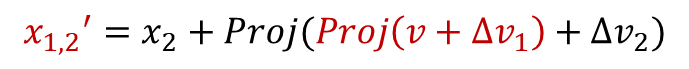 x₁,₂′ = x₂ + Proj(Proj(v + Δv₁) + Δv₂)